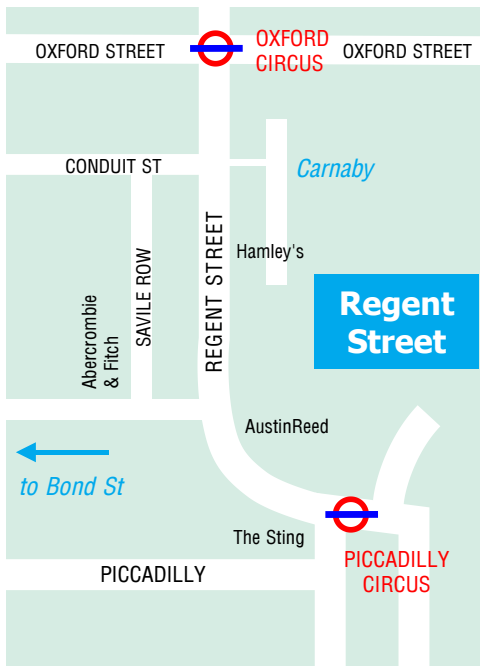 OXFORD STREET
OXFORD
CIRCUS
OXFORD STREET
CONDUIT ST
Carnaby
SAVILE ROW
REGENT STREET
Hamley's
Abercrombie
& Fitch
Regent
Street
AustinReed
to Bond St
The Sting
PICCADILLY
PICCADILLY
CIRCUS